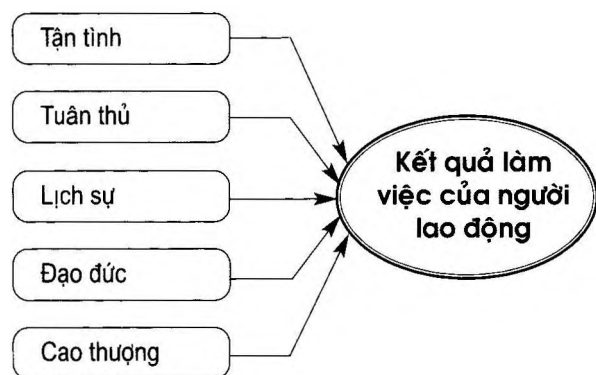 Tận tình
Tuân thủ
Lịch sự
Đạo đức
Cao thượng
Kết quả làm
việc của người
lao động